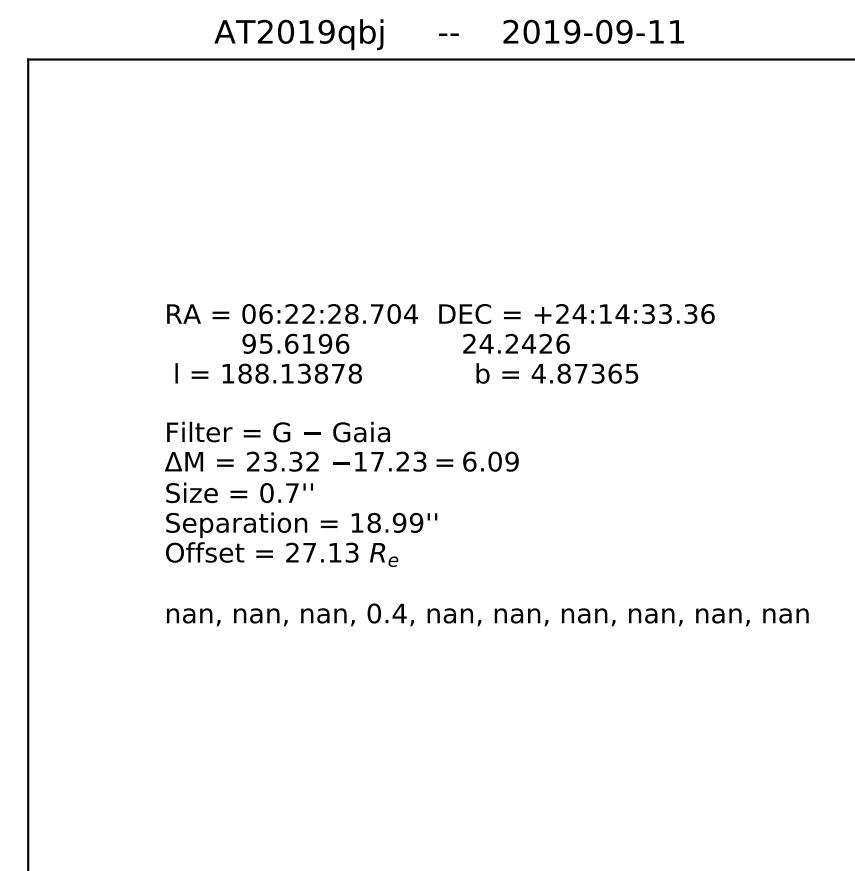 AT2019qbj -- 2019-09-11
RA = 06:22:28.704 DEC = +24:14:33.36
95.6196 24.2426
l = 188.13878 b = 4.87365
Filter = G − Gaia
ΔM = 23.32 −17.23 = 6.09
Size = 0.7''
Separation = 18.99''
Offset = 27.13 Re
nan, nan, nan, 0.4, nan, nan, nan, nan, nan, nan